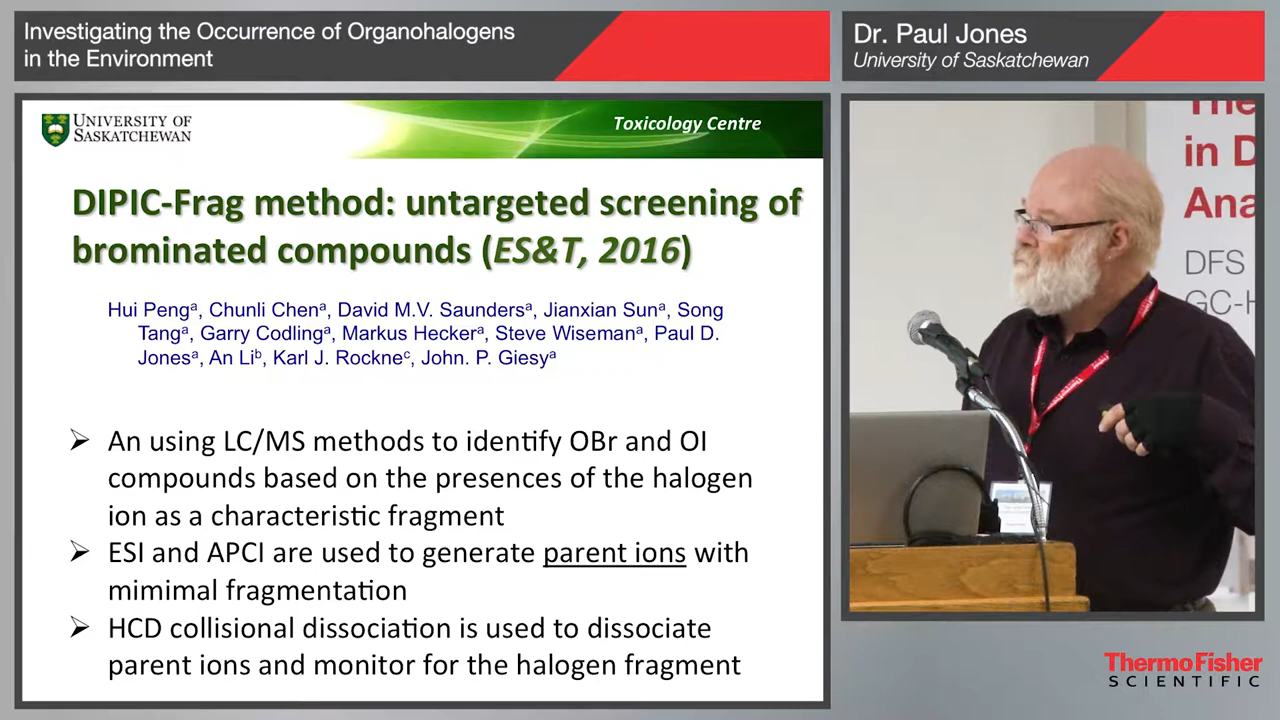 Investigating the Occurrence of Organohalogens
in the Environment
Dr. Paul Jones
University of Saskatchewan
UNIVERSITY OF
SASKATCHEWAN
Toxicology Centre
DIPIC-Frag method: untargeted screening of
brominated compounds (ES&T, 2016)
Hui Pengᵃ, Chunli Chenᵃ, David M.V. Saundersᵃ, Jianxian Sunᵃ, Song
Tangᵃ, Garry Codlingᵃ, Markus Heckerᵃ, Steve Wisemanᵃ, Paul D.
Jonesᵃ, An Liᵇ, Karl J. Rockneᶜ, John. P. Giesyᵃ
➢ An using LC/MS methods to identify OBr and OI
compounds based on the presences of the halogen
ion as a characteristic fragment
➢ ESI and APCI are used to generate parent ions with
mimimal fragmentation
➢ HCD collisional dissociation is used to dissociate
parent ions and monitor for the halogen fragment
The
in D
Ana
DFS
GC-H
ThermoFisher
SCIENTIFIC